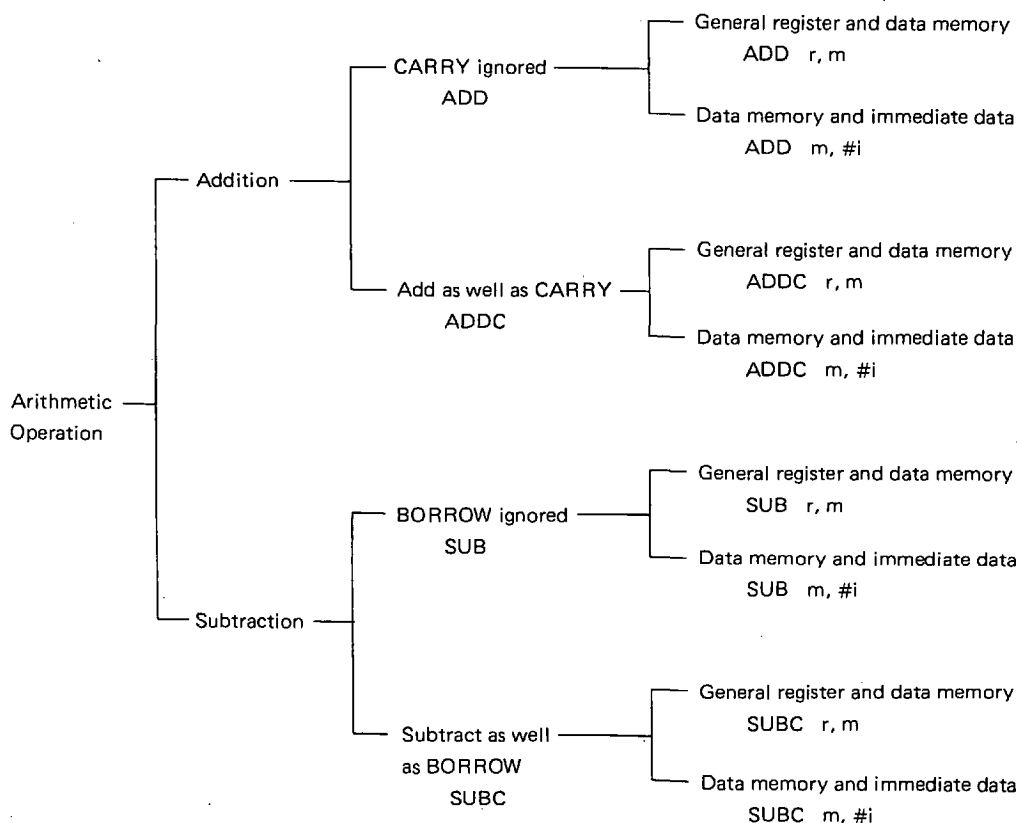 General register and data memory
ADD r, m
CARRY ignored
ADD
Data memory and immediate data
ADD m, #i
Addition
General register and data memory
ADDC r, m
Add as well as CARRY
ADDC
Data memory and immediate data
ADDC m, #i
Arithmetic
Operation
General register and data memory
SUB r, m
BORROW ignored
SUB
Data memory and immediate data
SUB m, #i
Subtraction
General register and data memory
SUBC r, m
Subtract as well
as BORROW
SUBC
Data memory and immediate data
SUBC m, #i